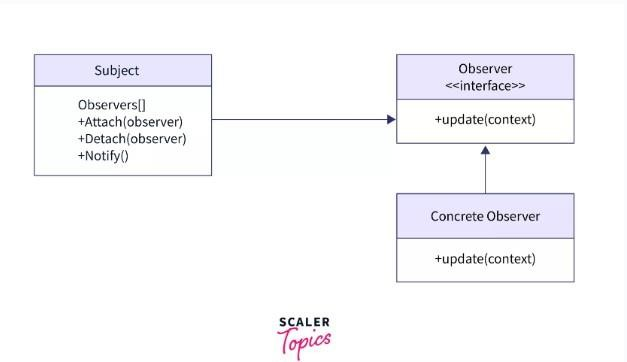 Subject
Observers[]
+Attach(observer)
+Detach(observer)
+Notify()
Observer
<<interface>>
+update(context)
Concrete Observer
+update(context)
SCALER
Topics